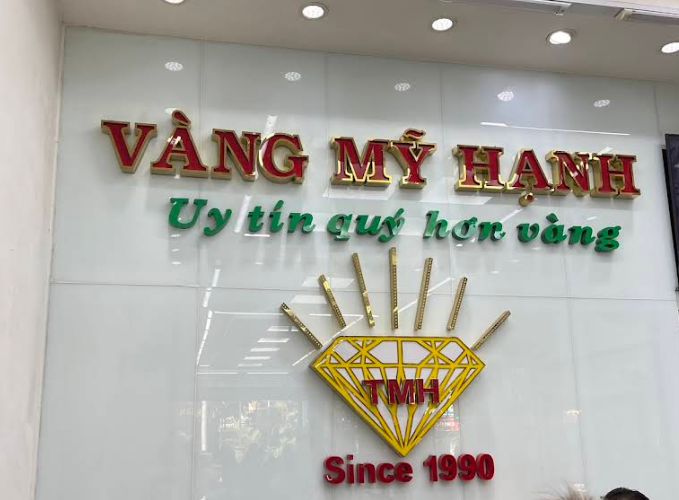 VÀNG MỸ HẠNH
Uy tín quý hơn vàng
TMH
Since 1990